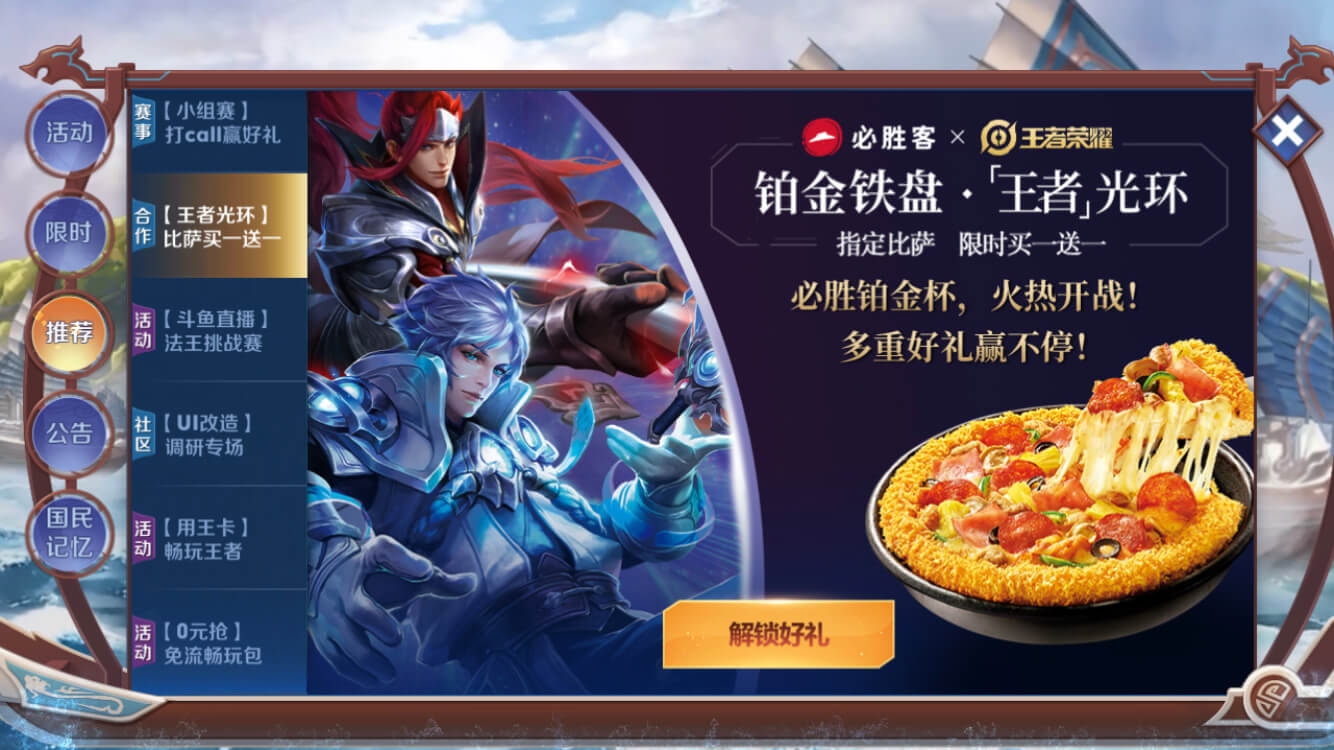 活动
限时
推荐
公告
国民
记忆
赛事
【小组赛】
打call赢好礼
合作
【王者光环】
比萨买一送一
活动
【斗鱼直播】
法王挑战赛
社区
【UI改造】
调研专场
活动
【用王卡】
畅玩王者
活动
【0元抢】
免流畅玩包
必胜客 × 王者荣耀
铂金铁盘·「王者」光环
指定比萨 限时买一送一
必胜铂金杯，火热开战！
多重好礼赢不停！
解锁好礼